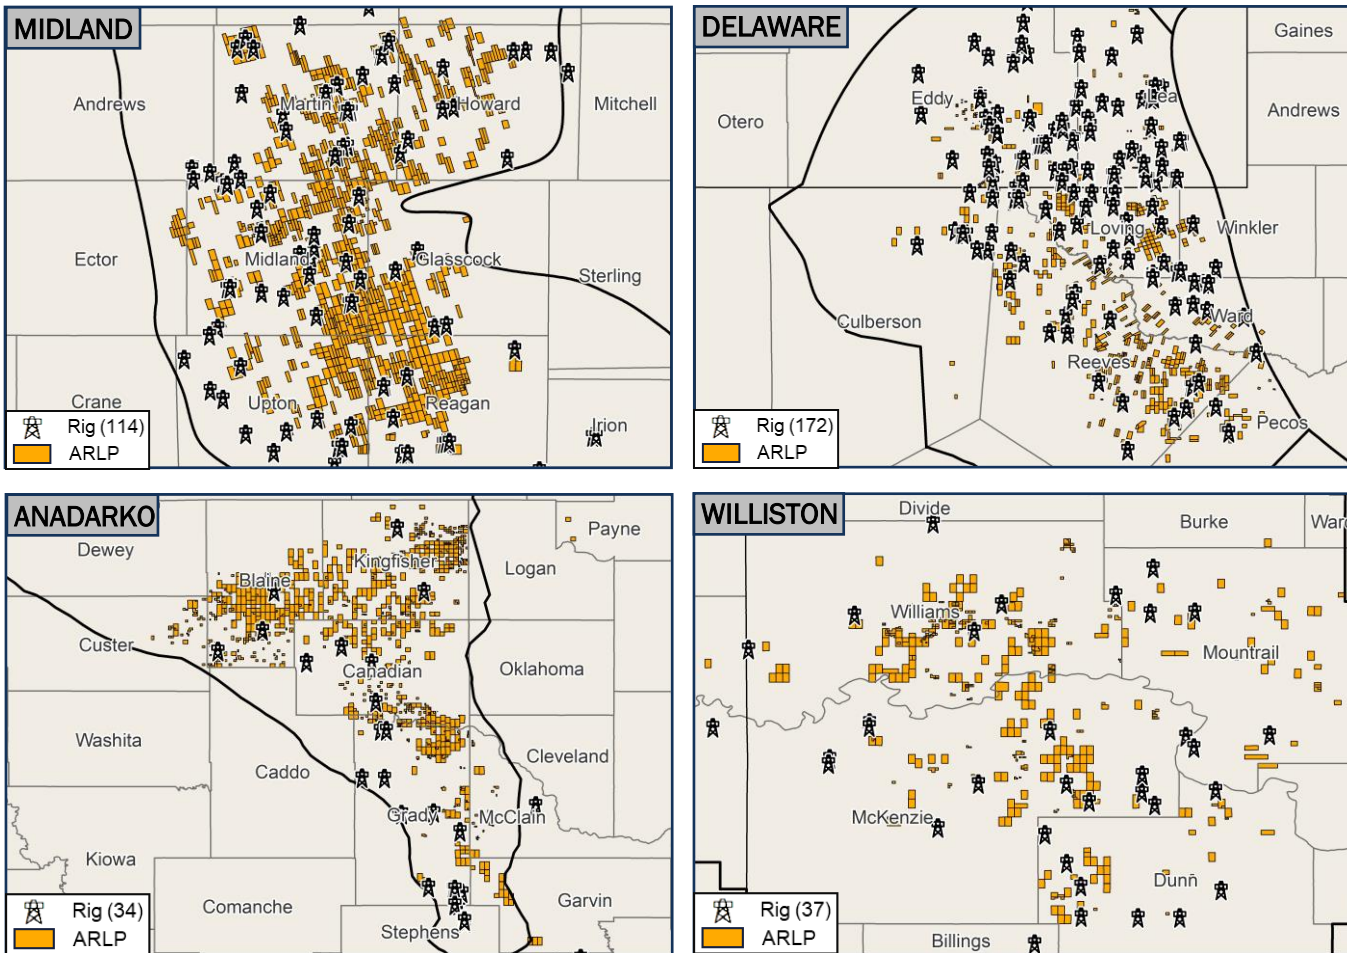 MIDLAND
Andrews
Martin
Howard
Mitchell
Ector
Midland
Glasscock
Sterling
Crane
Upton
Reagan
Irion
Rig (114)
ARLP
DELAWARE
Gaines
Eddy
Lea
Otero
Andrews
Loving
Winkler
Culberson
Ward
Reeves
Pecos
Rig (172)
ARLP
ANADARKO
Payne
Dewey
Kingfisher
Logan
Blaine
Custer
Canadian
Oklahoma
Washita
Caddo
Cleveland
Grady
McClain
Kiowa
Comanche
Garvin
Stephens
Rig (34)
ARLP
WILLISTON
Divide
Burke
Ward
Williams
Mountrail
McKenzie
Dunn
Billings
Rig (37)
ARLP